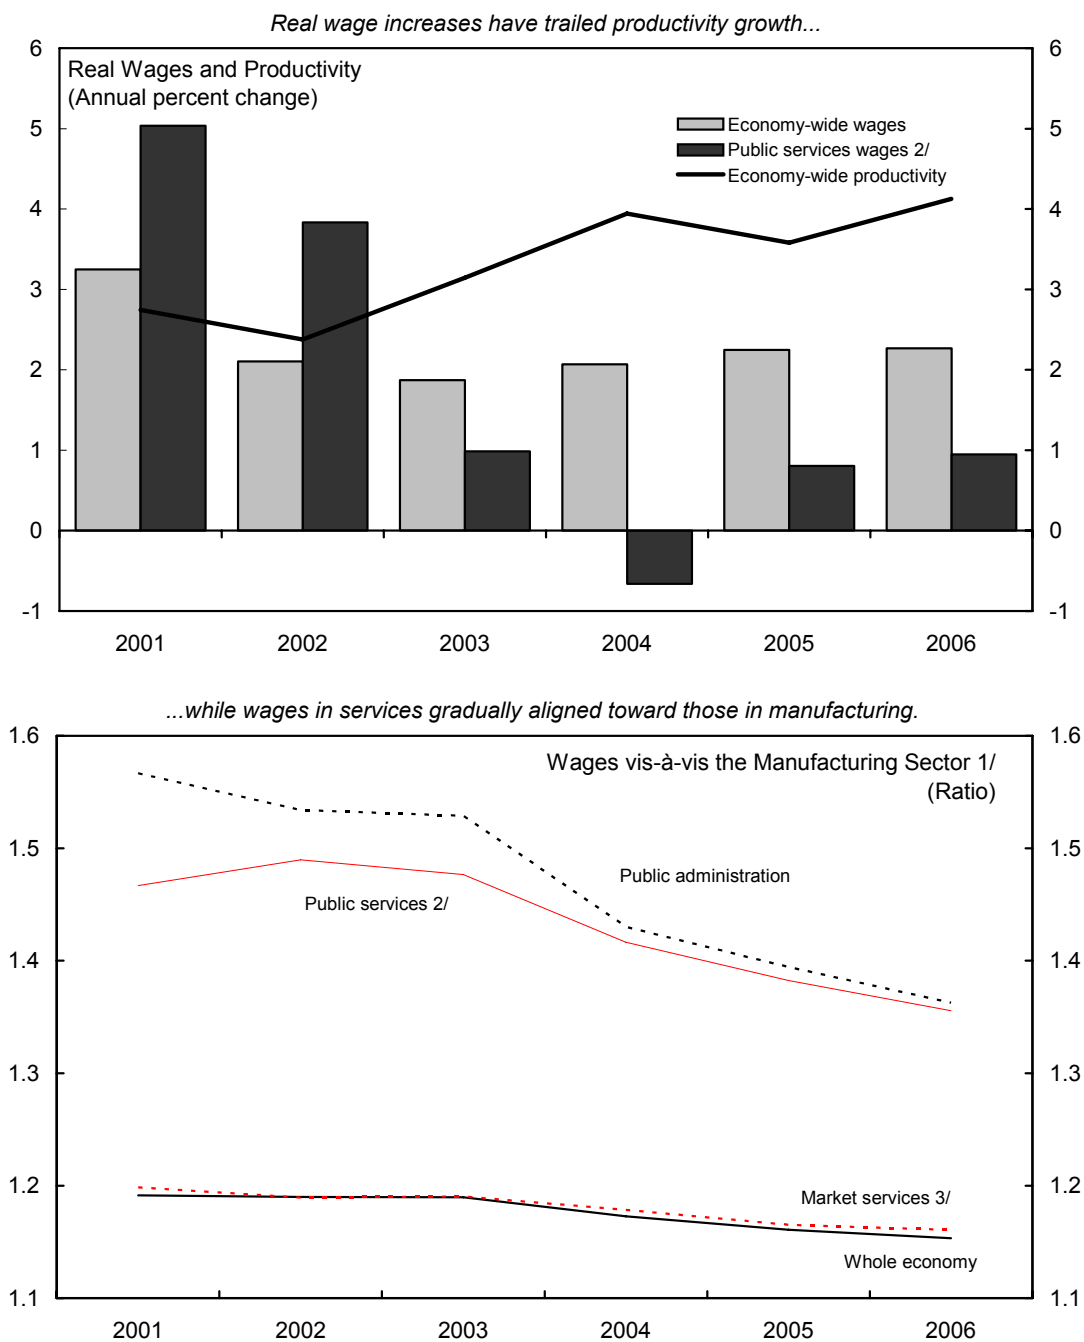 Real wage increases have trailed productivity growth...
6 6
Real Wages and Productivity
(Annual percent change)
Economy-wide wages
5 5
Public services wages 2/
Economy-wide productivity
4 4
3 3
2 2
1 1
0 0
-1 -1
2001 2002 2003 2004 2005 2006
...while wages in services gradually aligned toward those in manufacturing.
1.6 1.6
Wages vis-à-vis the Manufacturing Sector 1/
(Ratio)
1.5 1.5
Public administration
Public services 2/
1.4 1.4
1.3 1.3
1.2 1.2
Market services 3/
Whole economy
1.1 1.1
2001 2002 2003 2004 2005 2006